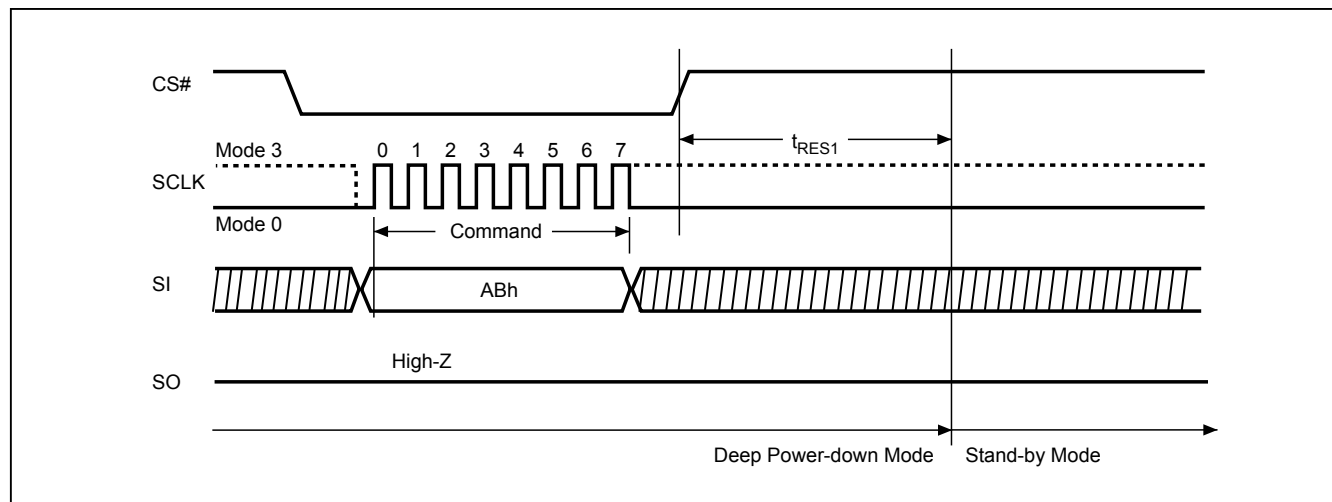 CS#
tRES1
Mode 3
0 1 2 3 4 5 6 7
SCLK
Mode 0
Command
SI
ABh
High-Z
SO
Deep Power-down Mode
Stand-by Mode